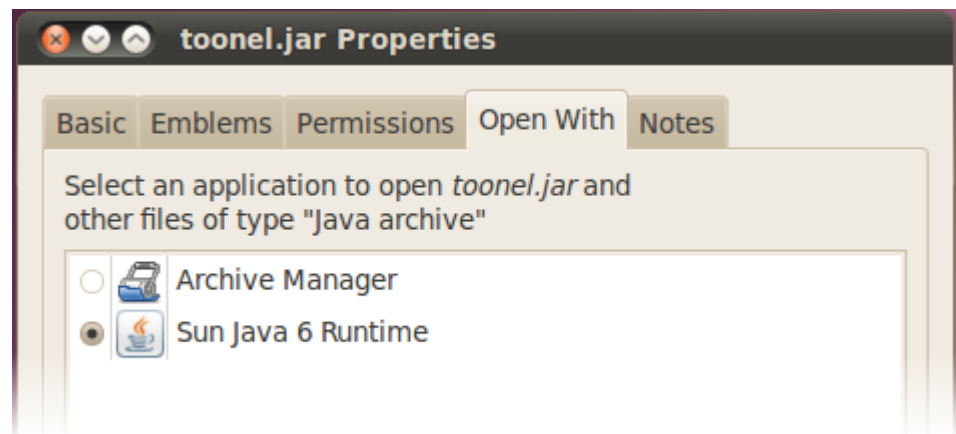 toonel.jar Properties
Basic Emblems Permissions Open With Notes
Select an application to open toonel.jar and
other files of type "Java archive"
Archive Manager
Sun Java 6 Runtime